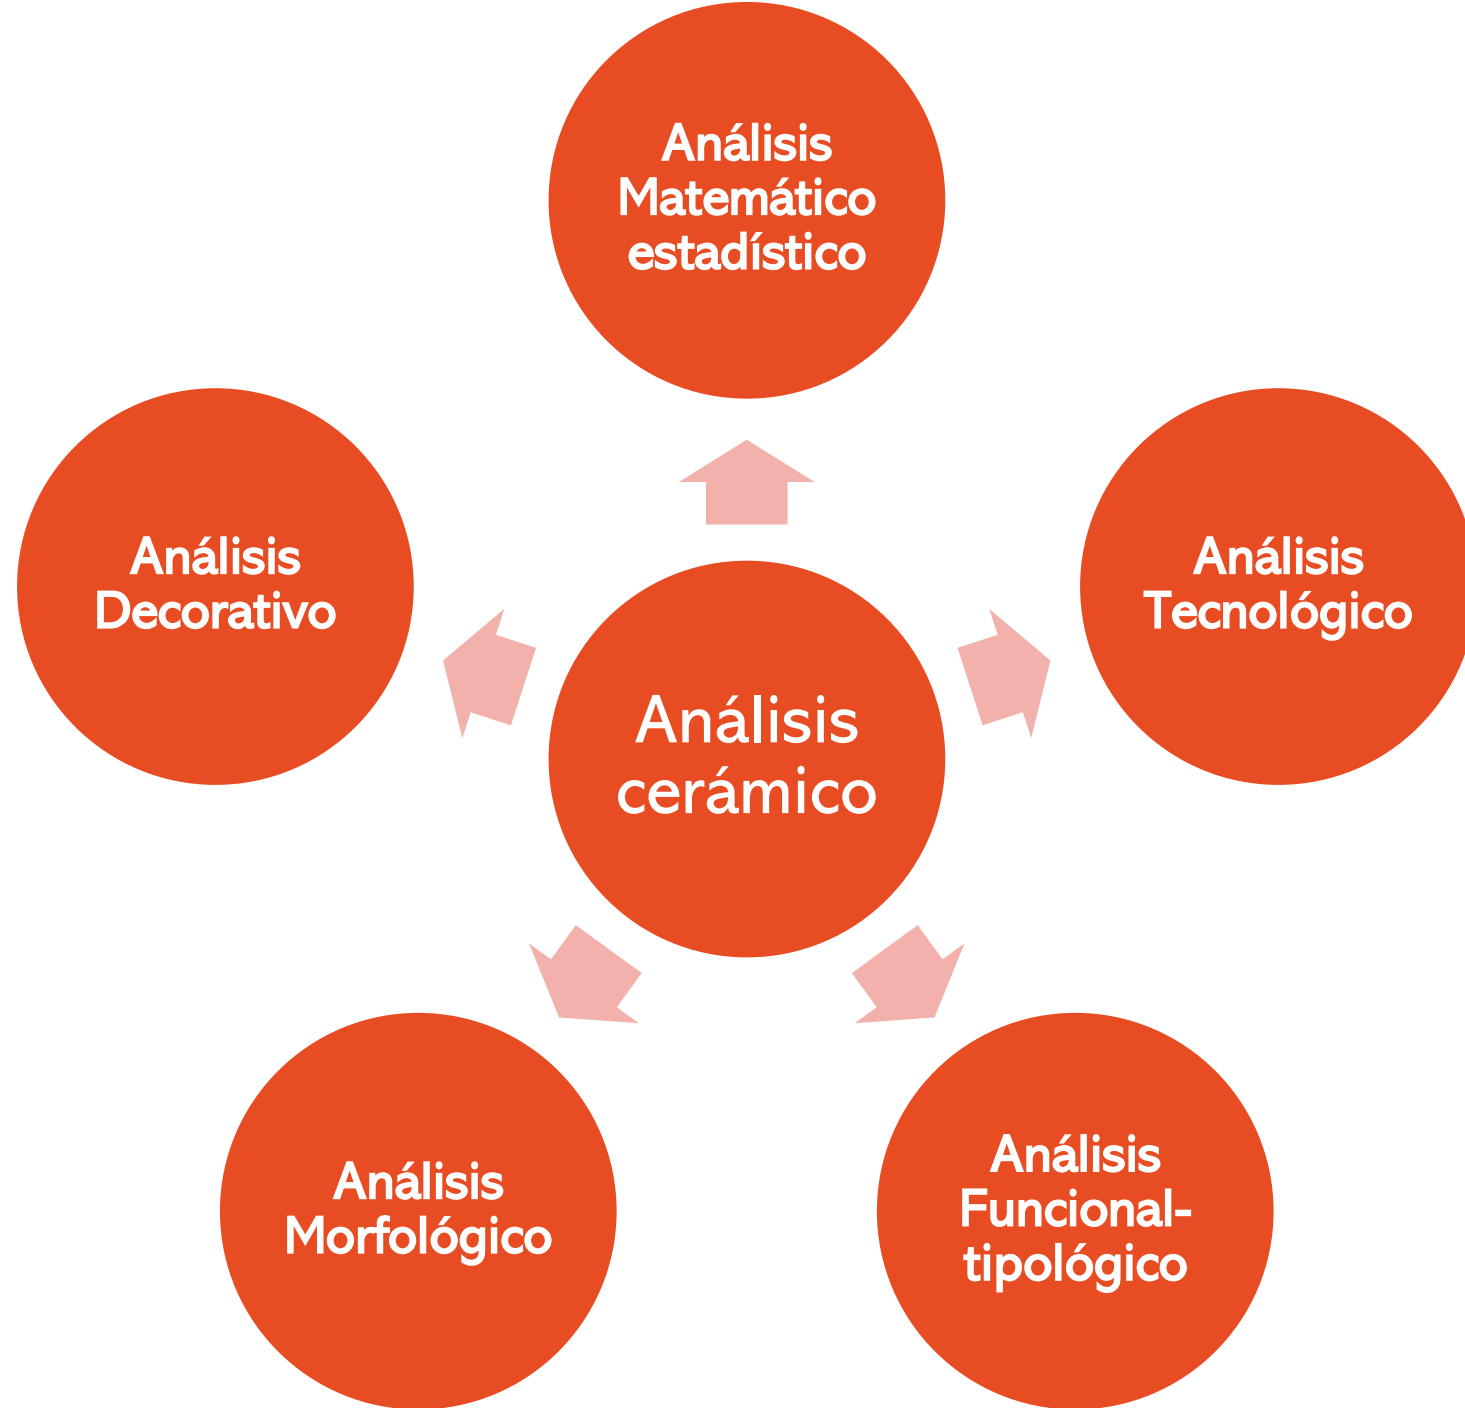 Análisis
Matemático
estadístico
Análisis
Decorativo
Análisis
Tecnológico
Análisis
cerámico
Análisis
Morfológico
Análisis
Funcional-
tipológico